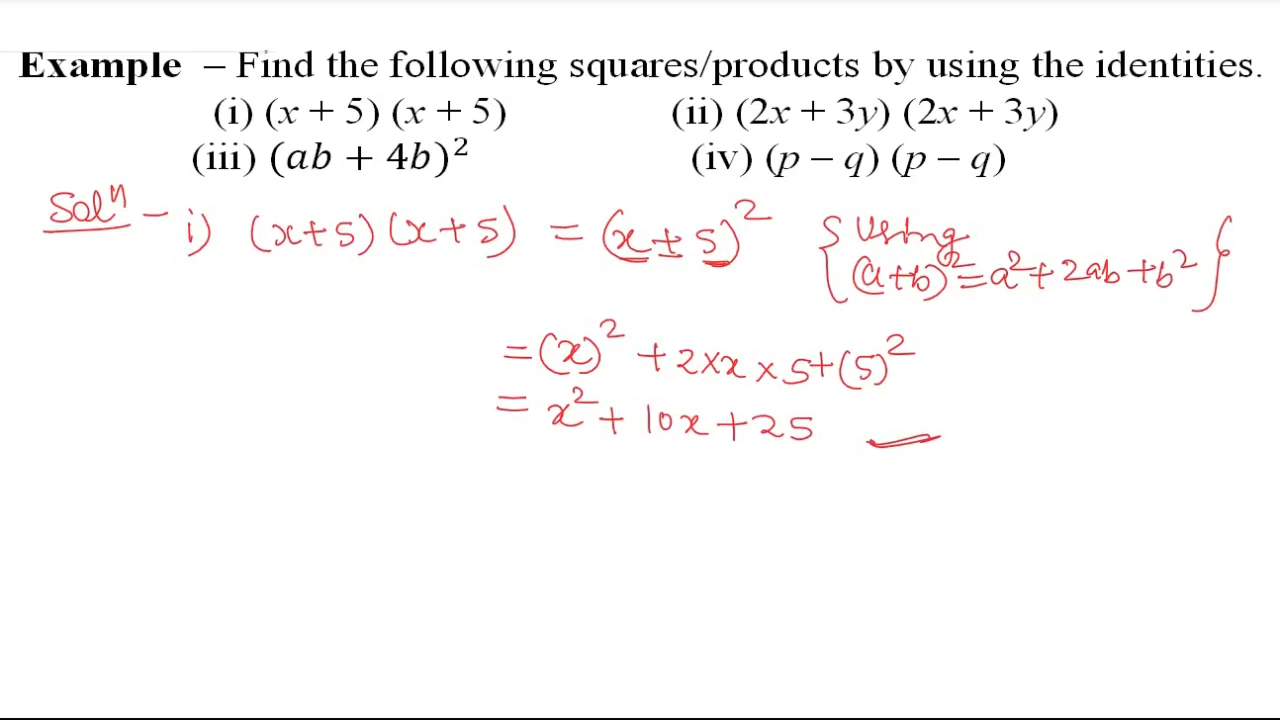 Example – Find the following squares/products by using the identities.
(i) (x + 5) (x + 5) (ii) (2x + 3y) (2x + 3y)
(iii) (ab + 4b)² (iv) (p – q) (p – q)
Solⁿ – i) (x+5) (x+5) = (x+5)² {using
(a+b)²=a²+2ab+b²}
=(x)² + 2×x×5+(5)²
= x²+10x+25